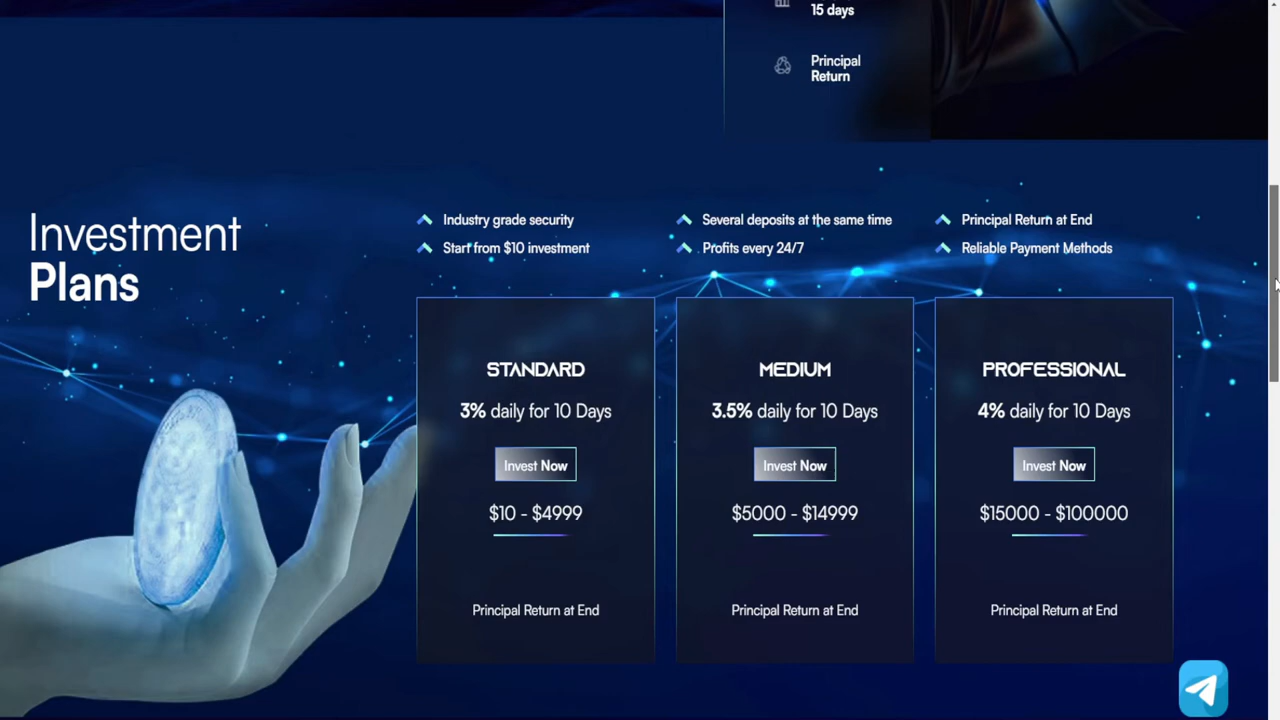 15 days
Principal
Return
Investment
Plans
Industry grade security
Start from $10 investment
Several deposits at the same time
Profits every 24/7
Principal Return at End
Reliable Payment Methods
STANDARD
3% daily for 10 Days
Invest Now
$10 - $4999
Principal Return at End
MEDIUM
3.5% daily for 10 Days
Invest Now
$5000 - $14999
Principal Return at End
PROFESSIONAL
4% daily for 10 Days
Invest Now
$15000 - $100000
Principal Return at End